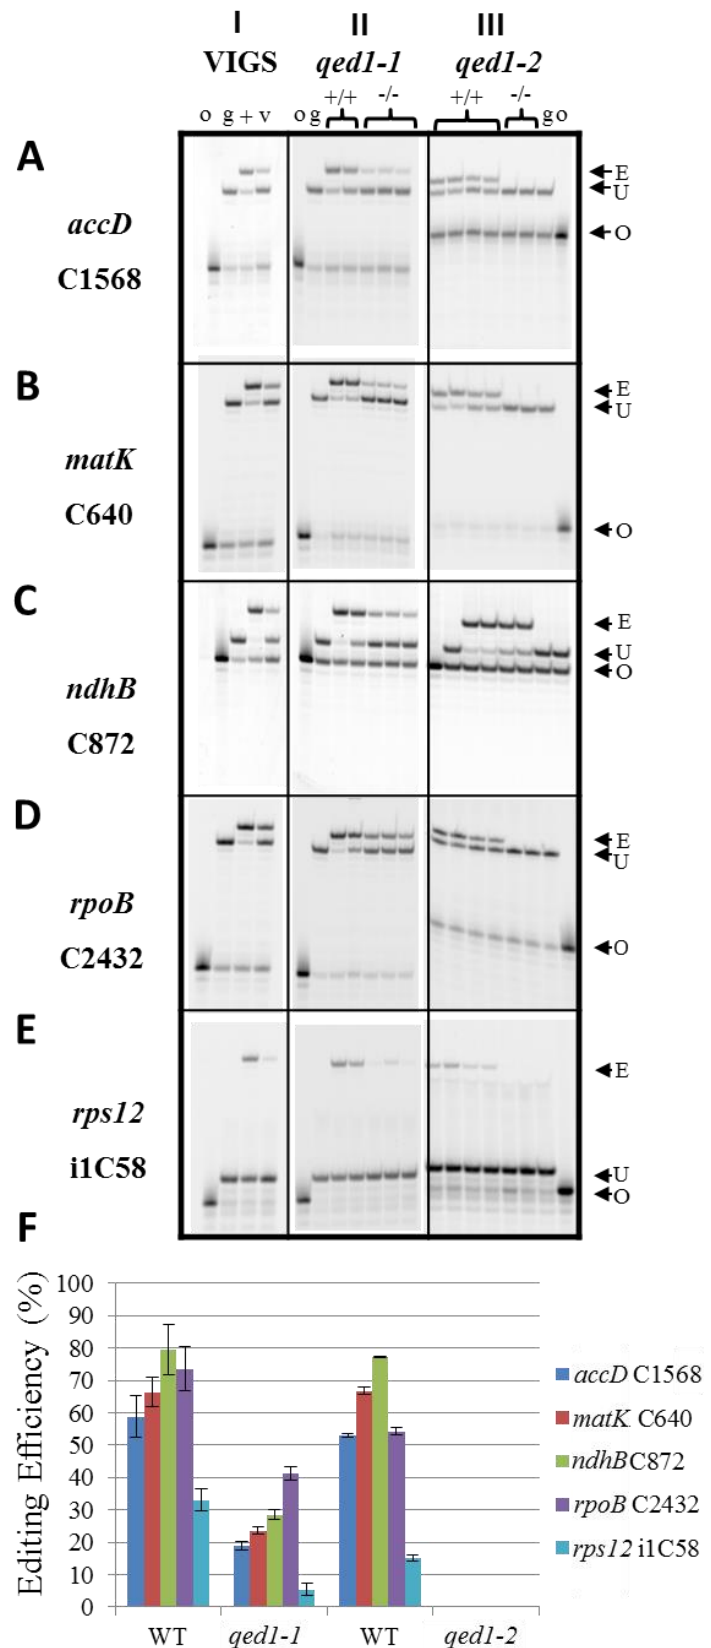 I II III
VIGS qed1-1 qed1-2
+/+ -/- +/+ -/-
o g + v o g g o
A
accD
C1568
E
U
O
B
matK
C640
E
U
O
C
ndhB
C872
E
U
O
D
rpoB
C2432
E
U
O
E
rps12
i1C58
E
U
O
F
Editing Efficiency (%)
100
90
80
70
60
50
40
30
20
10
0
WT qed1-1 WT qed1-2
accD C1568
matK C640
ndhB C872
rpoB C2432
rps12 i1C58